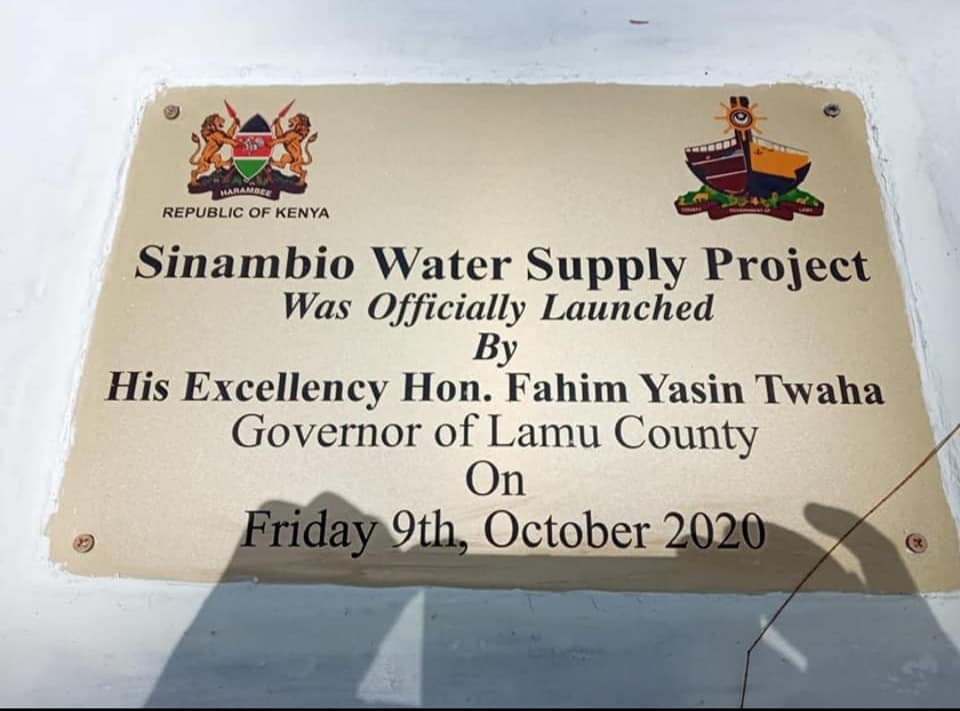 HARAMBEE
REPUBLIC OF KENYA
Sinambio Water Supply Project
Was Officially Launched
By
His Excellency Hon. Fahim Yasin Twaha
Governor of Lamu County
On
Friday 9th, October 2020